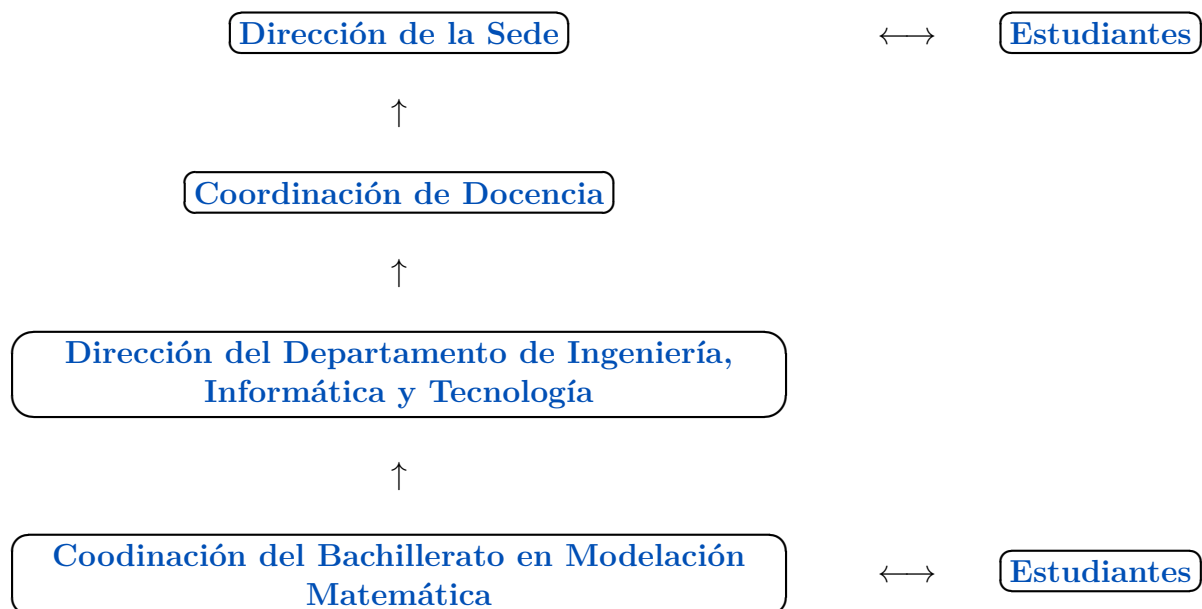 Dirección de la Sede ⟷ Estudiantes
↑
Coordinación de Docencia
↑
Dirección del Departamento de Ingeniería,
Informática y Tecnología
↑
Coodinación del Bachillerato en Modelación
Matemática ⟷ Estudiantes